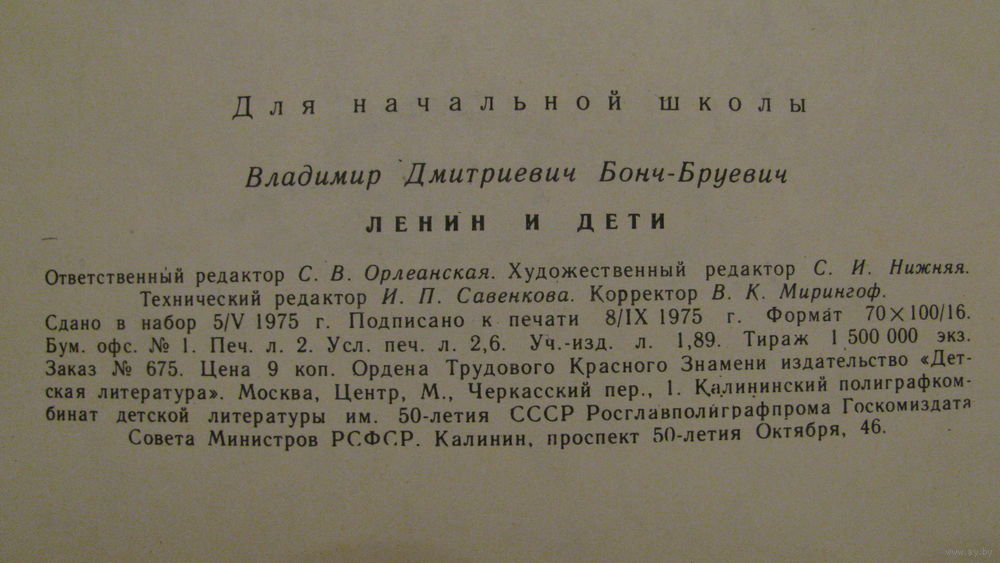 Для начальной школы
Владимир Дмитриевич Бонч-Бруевич
ЛЕНИН И ДЕТИ
Ответственный редактор С. В. Орлеанская. Художественный редактор С. И. Нижняя.
Технический редактор И. П. Савенкова. Корректор В. К. Мирингоф.
Сдано в набор 5/V 1975 г. Подписано к печати 8/IX 1975 г. Формат 70×100/16.
Бум. офс. № 1. Печ. л. 2. Усл. печ. л. 2,6. Уч.-изд. л. 1,89. Тираж 1 500 000 экз.
Заказ № 675. Цена 9 коп. Ордена Трудового Красного Знамени издательство «Дет-
ская литература». Москва, Центр, М., Черкасский пер., 1. Калининский полиграфком-
бинат детской литературы им. 50-летия СССР Росглавполиграфпрома Госкомиздата
Совета Министров РСФСР. Калинин, проспект 50-летия Октября, 46.
www.ay.by